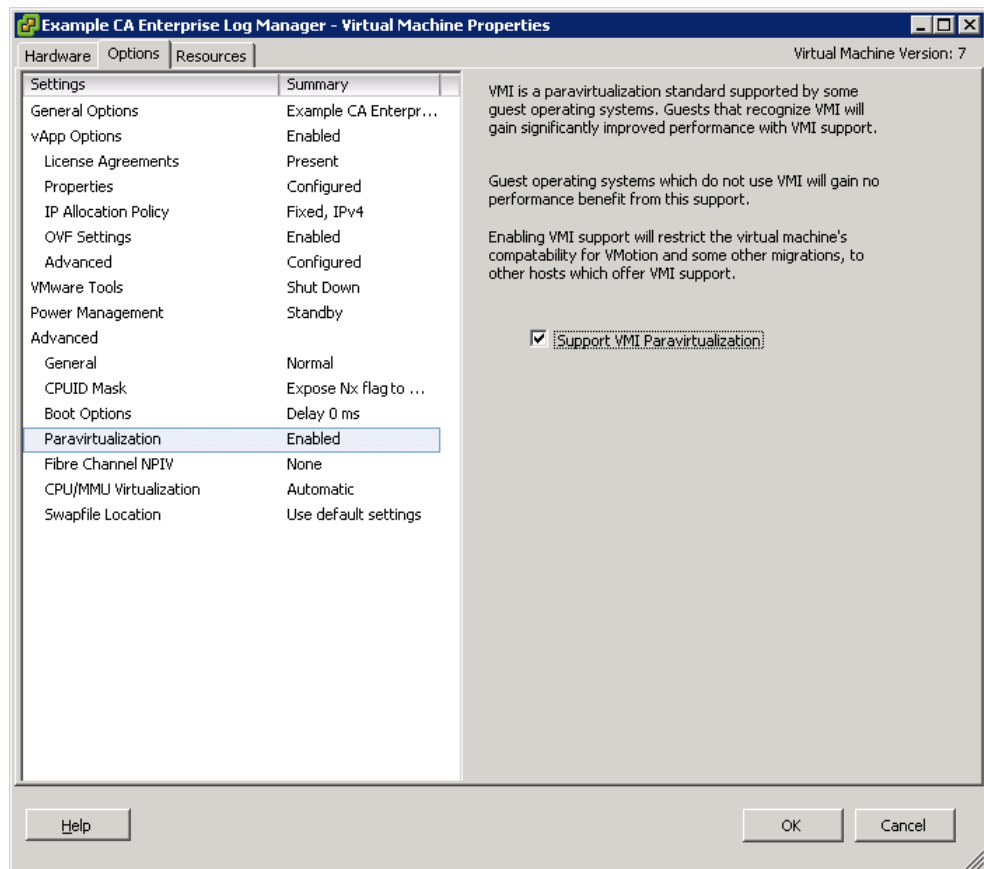 Example CA Enterprise Log Manager - Virtual Machine Properties
Hardware Options Resources Virtual Machine Version: 7
Settings Summary
General Options Example CA Enterpr...
vApp Options Enabled
License Agreements Present
Properties Configured
IP Allocation Policy Fixed, IPv4
OVF Settings Enabled
Advanced Configured
VMware Tools Shut Down
Power Management Standby
Advanced
General Normal
CPUID Mask Expose Nx flag to ...
Boot Options Delay 0 ms
Paravirtualization Enabled
Fibre Channel NPIV None
CPU/MMU Virtualization Automatic
Swapfile Location Use default settings
VMI is a paravirtualization standard supported by some
guest operating systems. Guests that recognize VMI will
gain significantly improved performance with VMI support.
Guest operating systems which do not use VMI will gain no
performance benefit from this support.
Enabling VMI support will restrict the virtual machine's
compatability for VMotion and some other migrations, to
other hosts which offer VMI support.
Support VMI Paravirtualization
Help OK Cancel